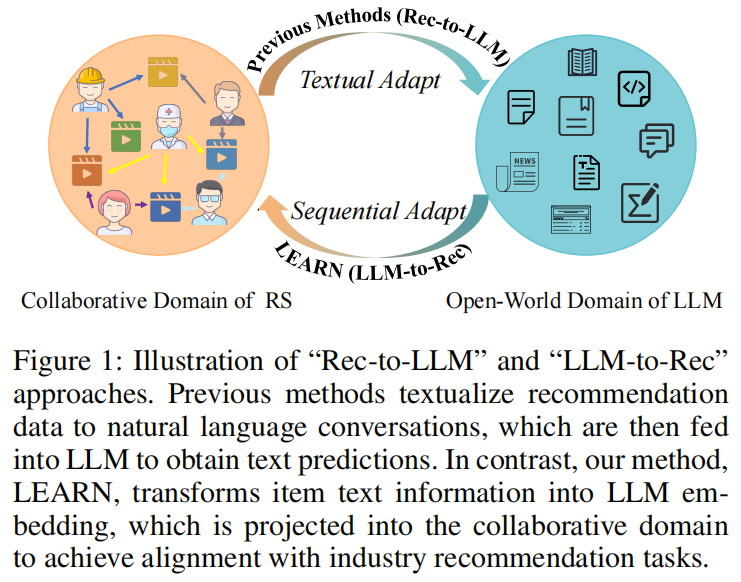 Previous Methods (Rec-to-LLM)
Textual Adapt
</>
NEWS
T
Σ
Sequential Adapt
LEARN (LLM-to-Rec)
Collaborative Domain of RS
Open-World Domain of LLM
Figure 1: Illustration of “Rec-to-LLM” and “LLM-to-Rec”
approaches. Previous methods textualize recommendation
data to natural language conversations, which are then fed
into LLM to obtain text predictions. In contrast, our method,
LEARN, transforms item text information into LLM em-
bedding, which is projected into the collaborative domain
to achieve alignment with industry recommendation tasks.